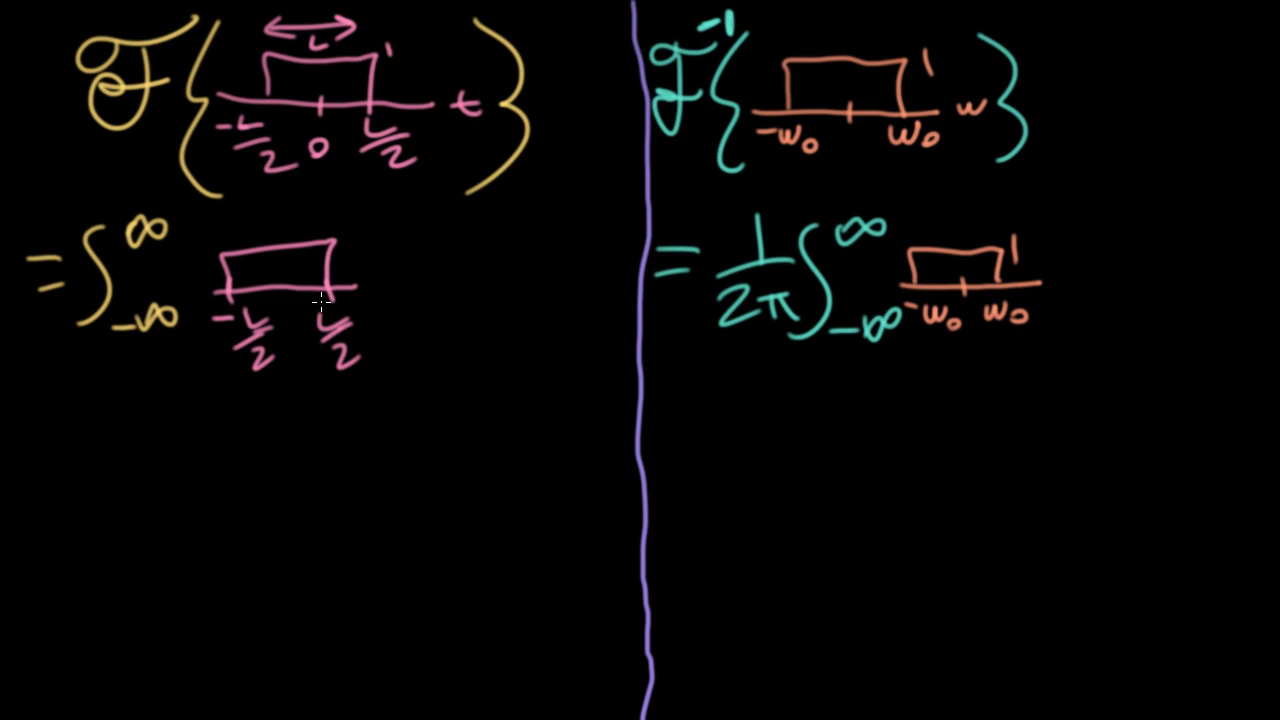 ℱ{ L 1 -L/2 0 L/2 t }
= ∫_{-∞}^{∞} -L/2 L/2
ℱ⁻¹{ 1 -w₀ w₀ w }
= 1/2π ∫_{-∞}^{∞} 1 -w₀ w₀